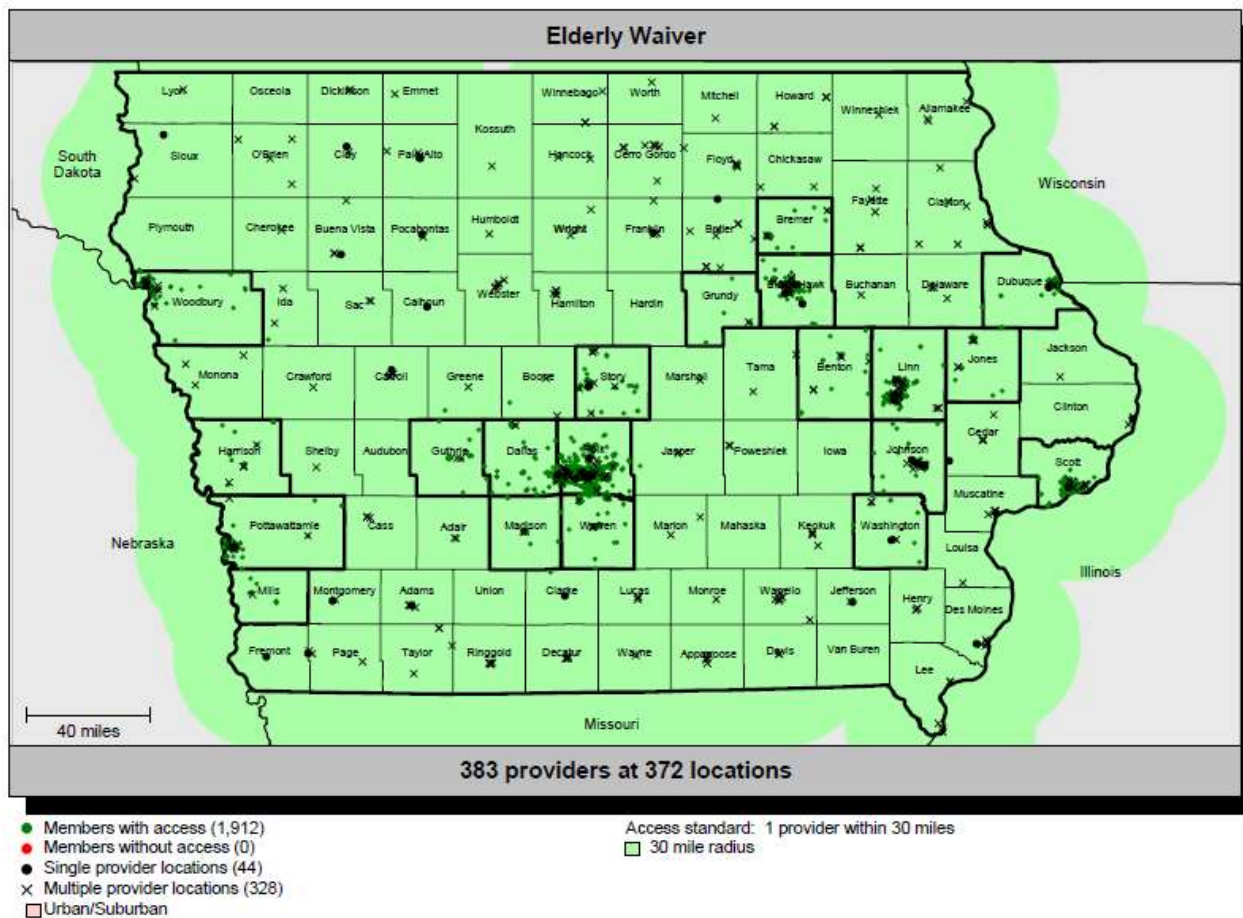 Elderly Waiver
Lyon Osceola Dickinson Emmet Winnebago Worth Mitchell Howard Winneshiek Allamakee
Kossuth
South Dakota Sioux O'Brien Clay Palo Alto Hancock Cerro Gordo Floyd Chickasaw Wisconsin
Fayette Clayton
Plymouth Cherokee Buena Vista Pocahontas Humboldt Wright Franklin Butler Bremer
Woodbury Ida Sac Calhoun Webster Hamilton Hardin Grundy Black Hawk Buchanan Delaware Dubuque
Jackson
Monona Crawford Carroll Greene Boone Story Marshall Tama Benton Linn Jones
Clinton
Harrison Shelby Audubon Guthrie Dallas Polk Jasper Poweshiek Iowa Johnson Cedar Scott
Muscatine
Pottawattamie Cass Adair Madison Warren Marion Mahaska Keokuk Washington
Nebraska Louisa
Illinois
Mills Montgomery Adams Union Clarke Lucas Monroe Wapello Jefferson Henry Des Moines
Fremont Page Taylor Ringgold Decatur Wayne Appanoose Davis Van Buren Lee
40 miles Missouri
383 providers at 372 locations
Members with access (1,912)
Members without access (0)
Single provider locations (44)
Multiple provider locations (328)
Urban/Suburban
Access standard: 1 provider within 30 miles
30 mile radius